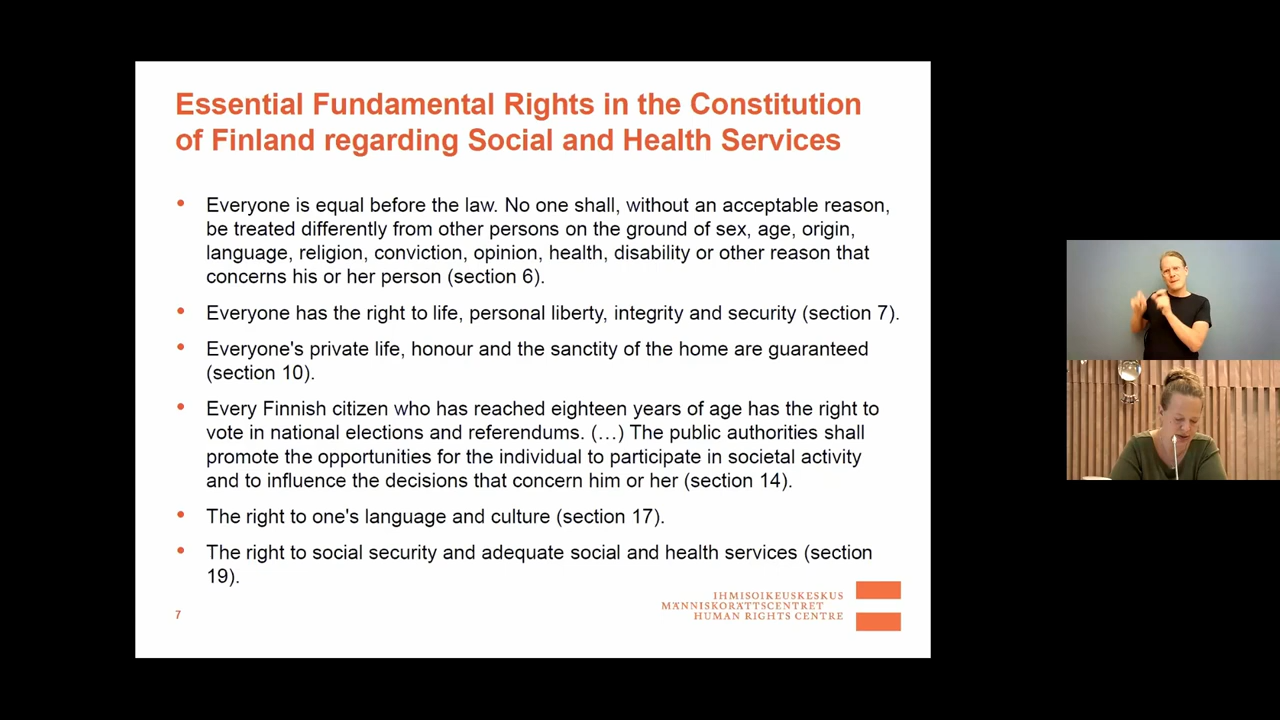 Essential Fundamental Rights in the Constitution
of Finland regarding Social and Health Services
• Everyone is equal before the law. No one shall, without an acceptable reason,
be treated differently from other persons on the ground of sex, age, origin,
language, religion, conviction, opinion, health, disability or other reason that
concerns his or her person (section 6).
• Everyone has the right to life, personal liberty, integrity and security (section 7).
• Everyone's private life, honour and the sanctity of the home are guaranteed
(section 10).
• Every Finnish citizen who has reached eighteen years of age has the right to
vote in national elections and referendums. (…) The public authorities shall
promote the opportunities for the individual to participate in societal activity
and to influence the decisions that concern him or her (section 14).
• The right to one's language and culture (section 17).
• The right to social security and adequate social and health services (section
19).
7
IHMISOIKEUSKESKUS
MÄNNISKORÄTTSCENTRET
HUMAN RIGHTS CENTRE